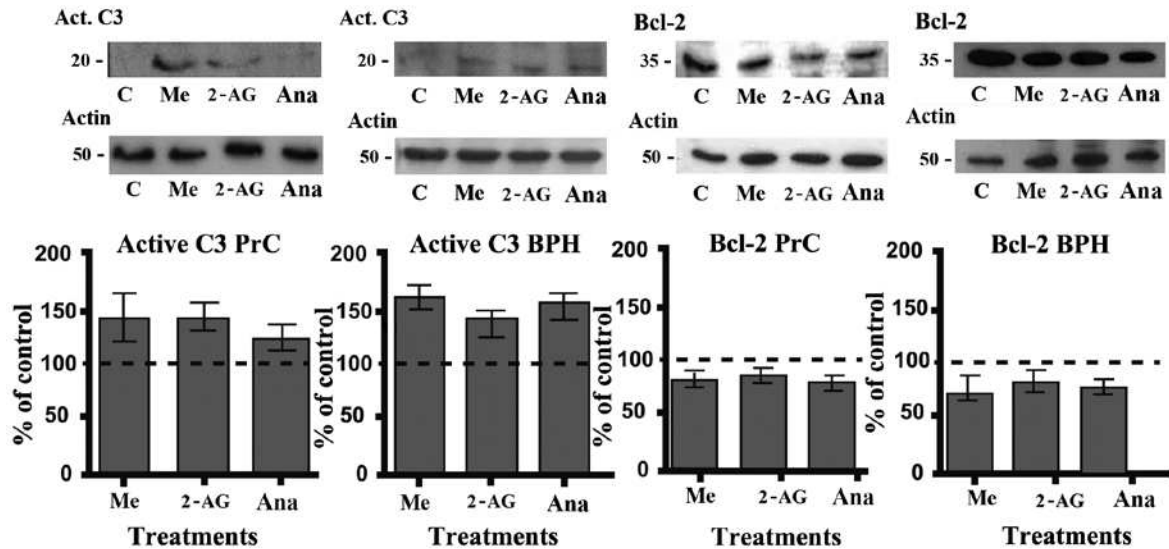 Act. C3
20 -
C Me 2-AG Ana
Actin
50 -
C Me 2-AG Ana
Act. C3
20 -
C Me 2-AG Ana
Actin
50 -
C Me 2-AG Ana
Bcl-2
35 -
C Me 2-AG Ana
Actin
50 -
C Me 2-AG Ana
Bcl-2
35 -
C Me 2-AG Ana
Actin
50 -
C Me 2-AG Ana
Active C3 PrC
% of control
200
150
100
50
0
Me 2-AG Ana
Treatments
Active C3 BPH
% of control
200
150
100
50
0
Me 2-AG Ana
Treatments
Bcl-2 PrC
% of control
200
150
100
50
0
Me 2-AG Ana
Treatments
Bcl-2 BPH
% of control
200
150
100
50
0
Me 2-AG Ana
Treatments